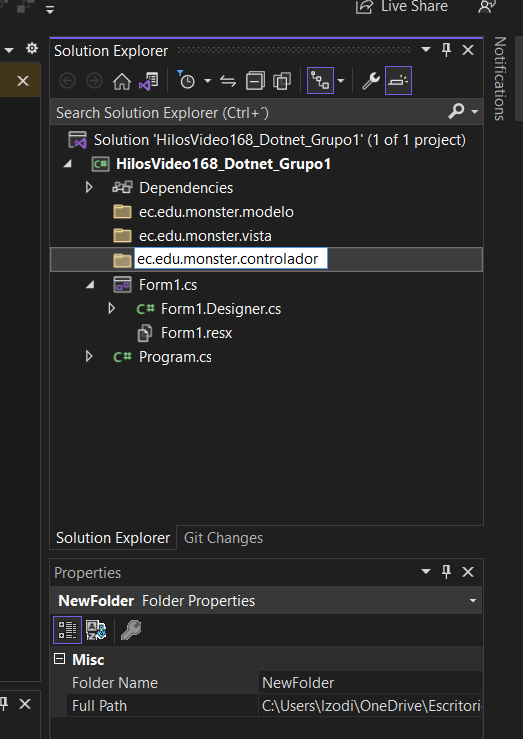 Live Share
Solution Explorer
Notifications
Search Solution Explorer (Ctrl+¨)
Solution 'HilosVideo168_Dotnet_Grupo1' (1 of 1 project)
C# HilosVideo168_Dotnet_Grupo1
Dependencies
ec.edu.monster.modelo
ec.edu.monster.vista
ec.edu.monster.controlador
Form1.cs
C# Form1.Designer.cs
Form1.resx
C# Program.cs
Solution Explorer Git Changes
Properties
NewFolder Folder Properties
Misc
Folder Name NewFolder
Full Path C:\Users\Izodi\OneDrive\Escritori